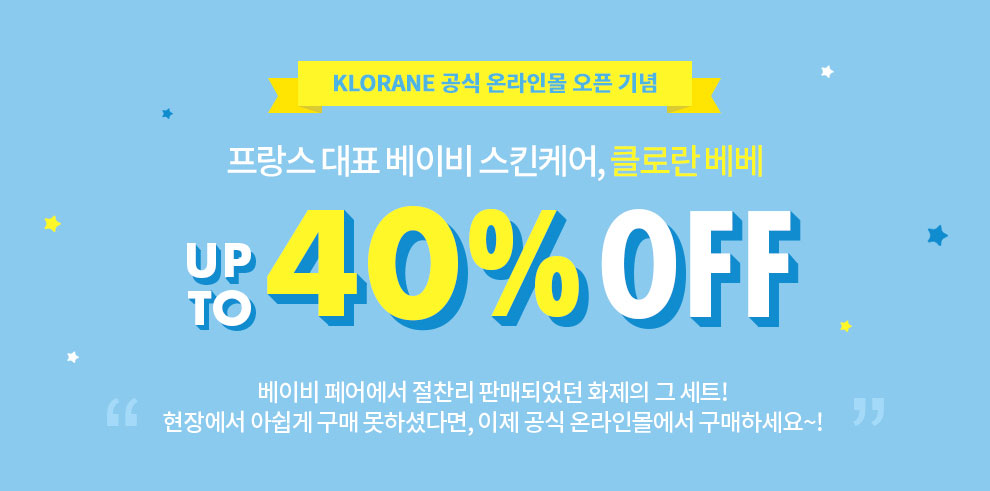 KLORANE 공식 온라인몰 오픈 기념
프랑스 대표 베이비 스킨케어, 클로란 베베
UP TO 40% OFF
베이비 페어에서 절찬리 판매되었던 화제의 그 세트!
“ 현장에서 아쉽게 구매 못하셨다면, 이제 공식 온라인몰에서 구매하세요~! ”